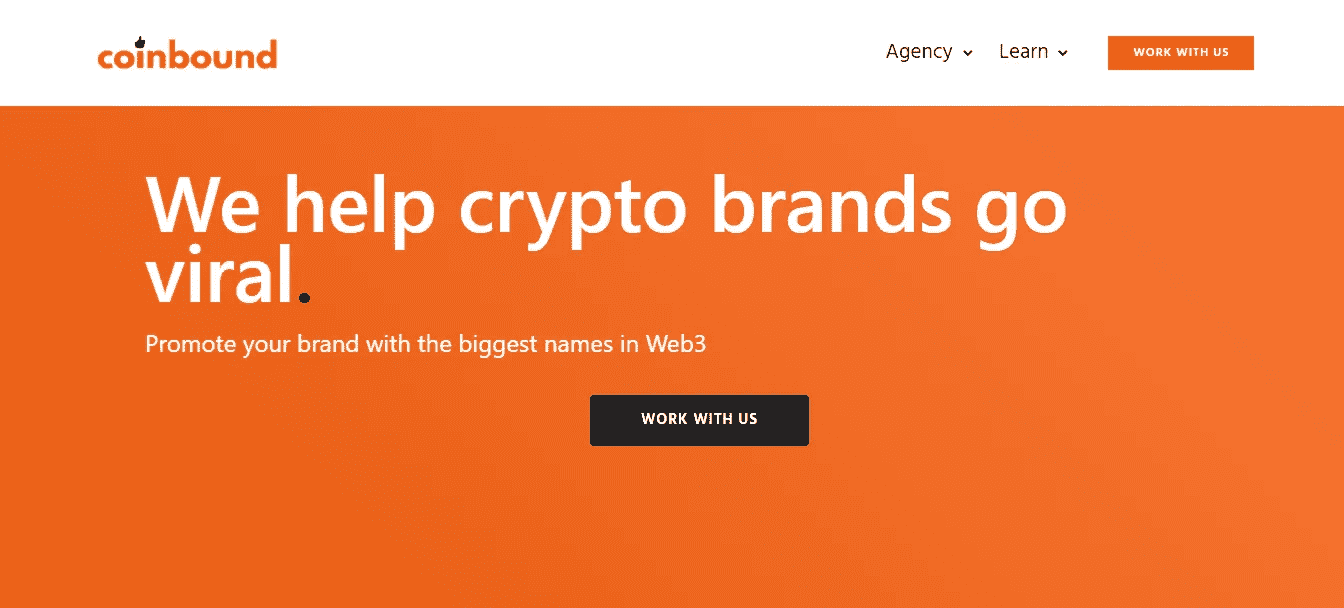 coinbound
Agency
Learn
WORK WITH US
We help crypto brands go
viral.
Promote your brand with the biggest names in Web3
WORK WITH US